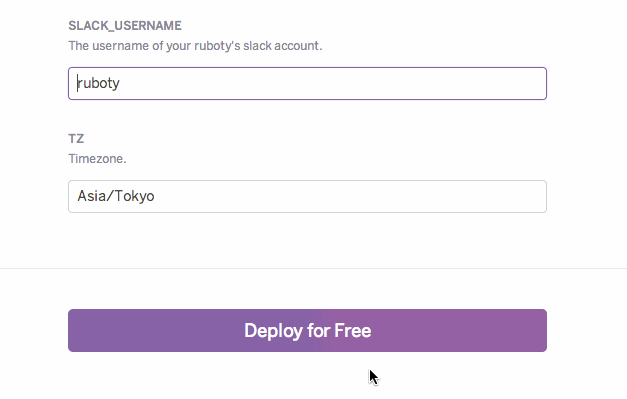 SLACK_USERNAME
The username of your ruboty's slack account.
ruboty
TZ
Timezone.
Asia/Tokyo
Deploy for Free